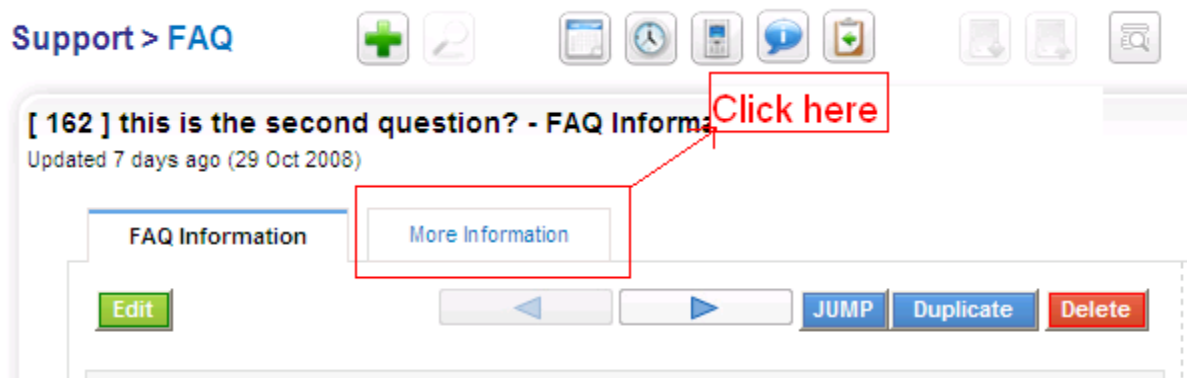 Support > FAQ
Click here
[ 162 ] this is the second question? - FAQ Informa
Updated 7 days ago (29 Oct 2008)
FAQ Information
More Information
Edit
JUMP
Duplicate
Delete